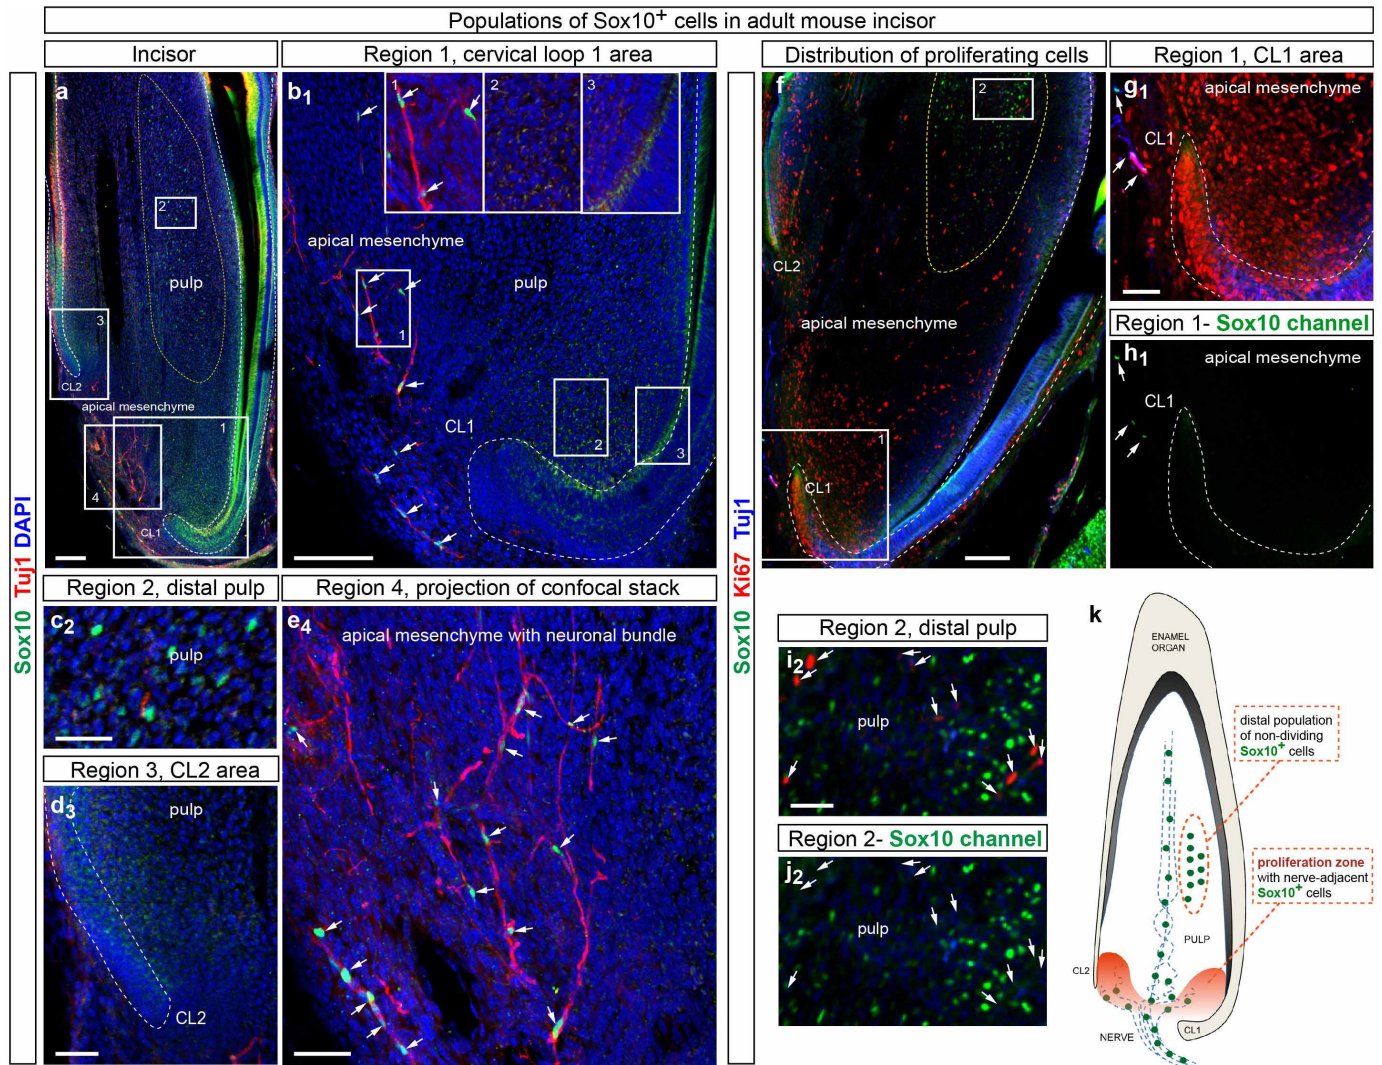 Populations of Sox10+ cells in adult mouse incisor
Incisor
Region 1, cervical loop 1 area
Distribution of proliferating cells
Region 1, CL1 area
Sox10 Tuj1 DAPI
a
2
pulp
3
CL2
apical mesenchyme
1
4
CL1
b1
1
2
3
apical mesenchyme
pulp
1
2
3
CL1
Sox10 Ki67 Tuj1
f
2
CL2
apical mesenchyme
1
CL1
g1
apical mesenchyme
CL1
Region 1- Sox10 channel
h1
apical mesenchyme
CL1
Region 2, distal pulp
c2
pulp
Region 3, CL2 area
d3
pulp
CL2
Region 4, projection of confocal stack
e4
apical mesenchyme with neuronal bundle
Region 2, distal pulp
i2
pulp
Region 2- Sox10 channel
j2
pulp
k
ENAMEL
ORGAN
distal population
of non-dividing
Sox10+ cells
proliferation zone
with nerve-adjacent
Sox10+ cells
PULP
CL2
CL1
NERVE